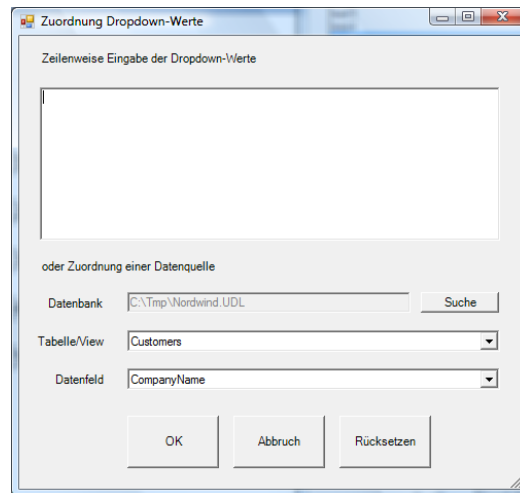 Zuordnung Dropdown-Werte
Zeilenweise Eingabe der Dropdown-Werte
oder Zuordnung einer Datenquelle
Datenbank C:\Tmp\Nordwind.UDL Suche
Tabelle/View Customers
Datenfeld CompanyName
OK Abbruch Rücksetzen